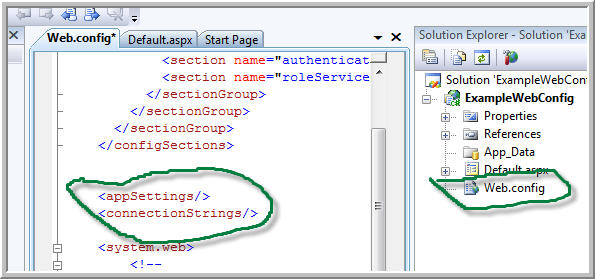 Web.config* Default.aspx Start Page
<section name="authenticat
<section name="roleService
</sectionGroup>
</sectionGroup>
</sectionGroup>
</configSections>
<appSettings/>
<connectionStrings/>
<system.web>
<!--
Solution Explorer - Solution 'Exa
Solution 'ExampleWebConf
ExampleWebConfig
Properties
References
App_Data
Default.aspx
Web.config